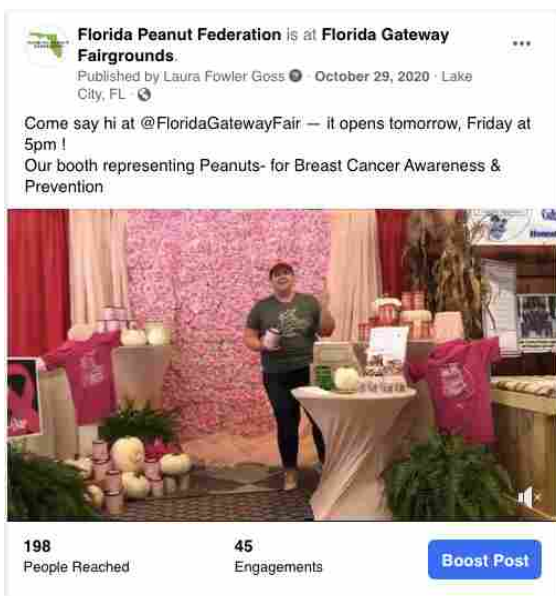 Florida Peanut Federation is at Florida Gateway
Fairgrounds.
Published by Laura Fowler Goss · October 29, 2020 · Lake
City, FL ·
Come say hi at @FloridaGatewayFair — it opens tomorrow, Friday at
5pm !
Our booth representing Peanuts- for Breast Cancer Awareness &
Prevention
198
People Reached
45
Engagements
Boost Post